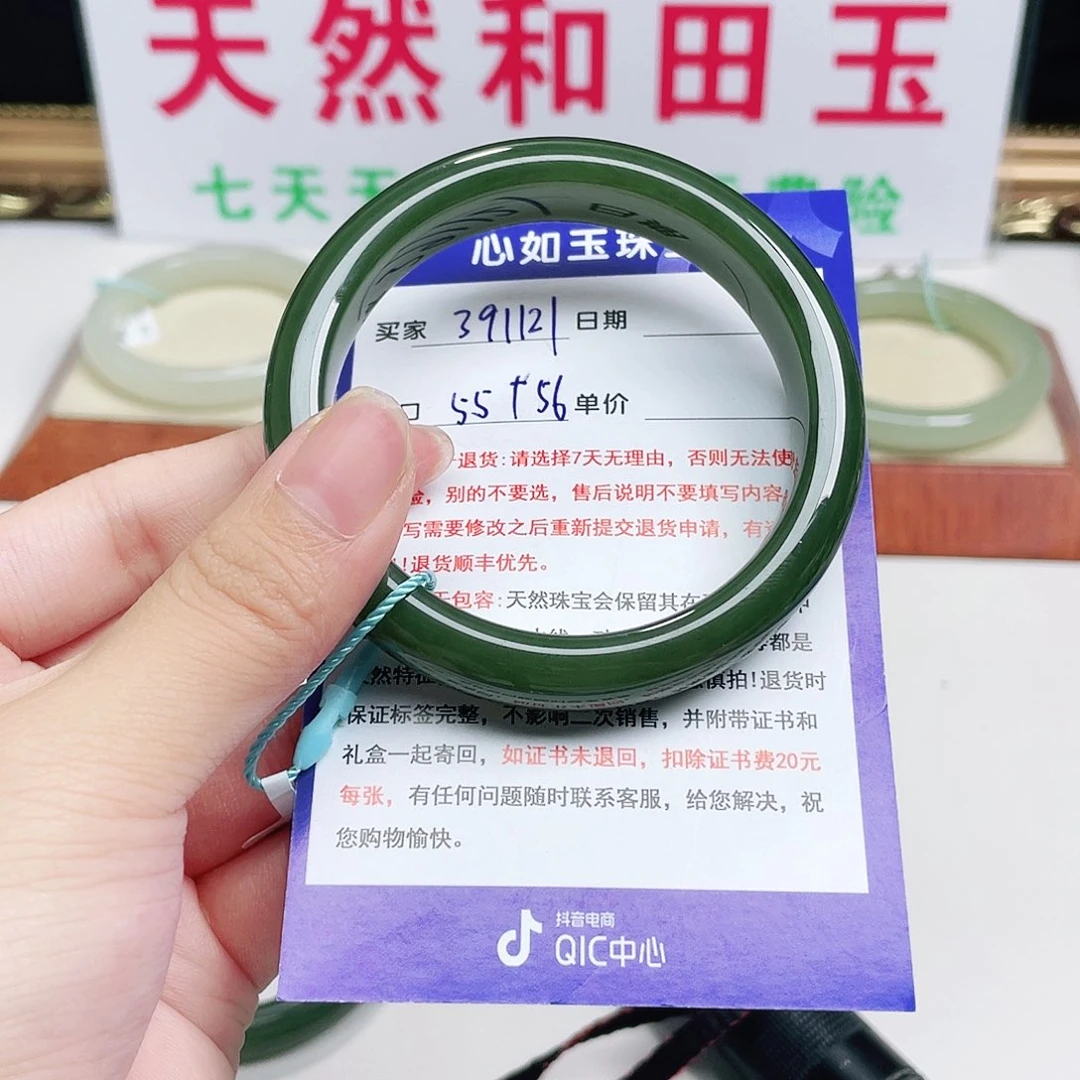 天然和田玉
七天无 费险
心如玉珠
买家 391121 日期
口 55 56 单价
退货:请选择7天无理由，否则无法使
险，别的不要选，售后说明不要填写内容，
写需要修改之后重新提交退货申请，有
!退货顺丰优先。
包容:天然珠宝会保留其在
都是
然特征 慎拍!退货时
保证标签完整，不影响二次销售，并附带证书和
礼盒一起寄回，如证书未退回，扣除证书费20元
每张，有任何问题随时联系客服，给您解决，祝
您购物愉快。
抖音电商
QIC中心